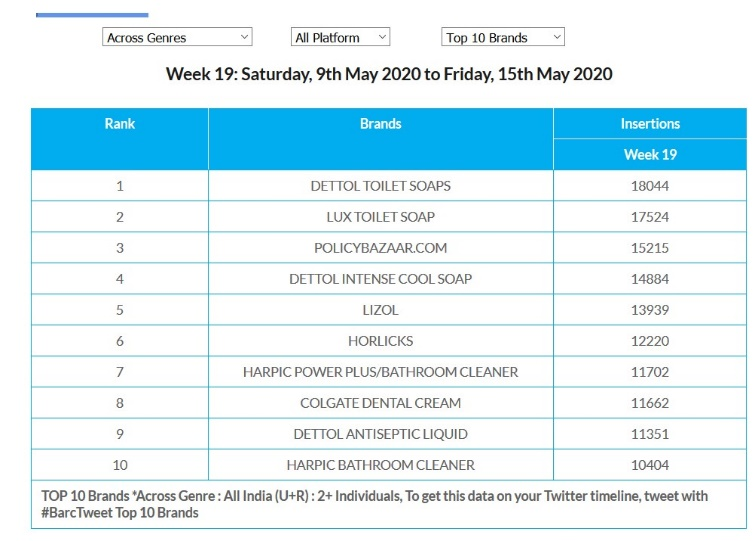 Across Genres All Platform Top 10 Brands
Week 19: Saturday, 9th May 2020 to Friday, 15th May 2020
Rank Brands Insertions
Week 19
1 DETTOL TOILET SOAPS 18044
2 LUX TOILET SOAP 17524
3 POLICYBAZAAR.COM 15215
4 DETTOL INTENSE COOL SOAP 14884
5 LIZOL 13939
6 HORLICKS 12220
7 HARPIC POWER PLUS/BATHROOM CLEANER 11702
8 COLGATE DENTAL CREAM 11662
9 DETTOL ANTISEPTIC LIQUID 11351
10 HARPIC BATHROOM CLEANER 10404
TOP 10 Brands *Across Genre : All India (U+R) : 2+ Individuals, To get this data on your Twitter timeline, tweet with
#BarcTweet Top 10 Brands